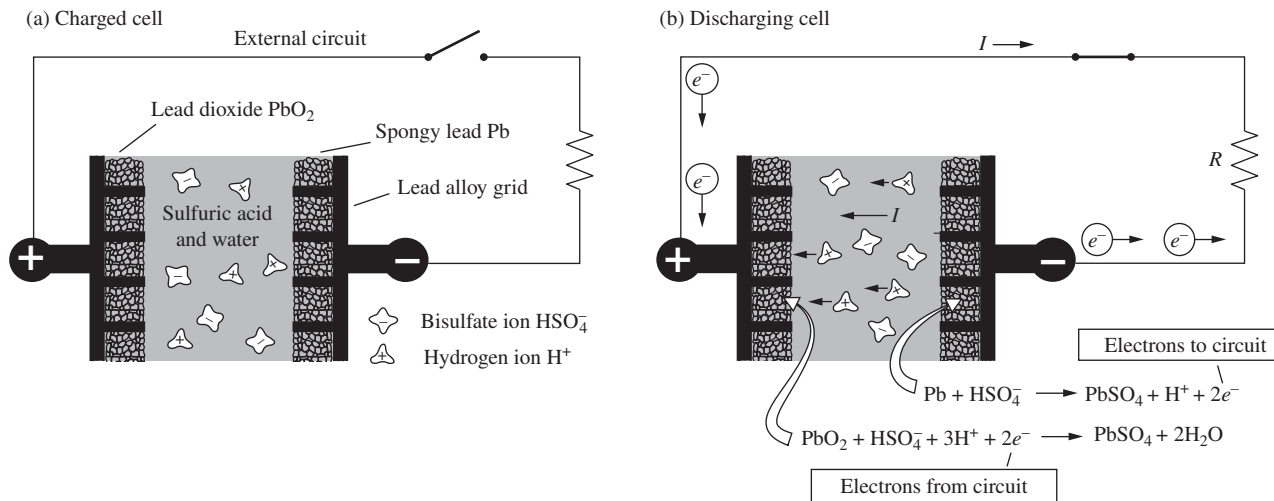 (a) Charged cell
External circuit
Lead dioxide PbO₂
Spongy lead Pb
Lead alloy grid
Sulfuric acid
and water
+
−
Bisulfate ion HSO₄⁻
Hydrogen ion H⁺
(b) Discharging cell
I
e⁻
e⁻
R
I
+
−
e⁻ e⁻
Electrons to circuit
Pb + HSO₄⁻ → PbSO₄ + H⁺ + 2e⁻
PbO₂ + HSO₄⁻ + 3H⁺ + 2e⁻ → PbSO₄ + 2H₂O
Electrons from circuit